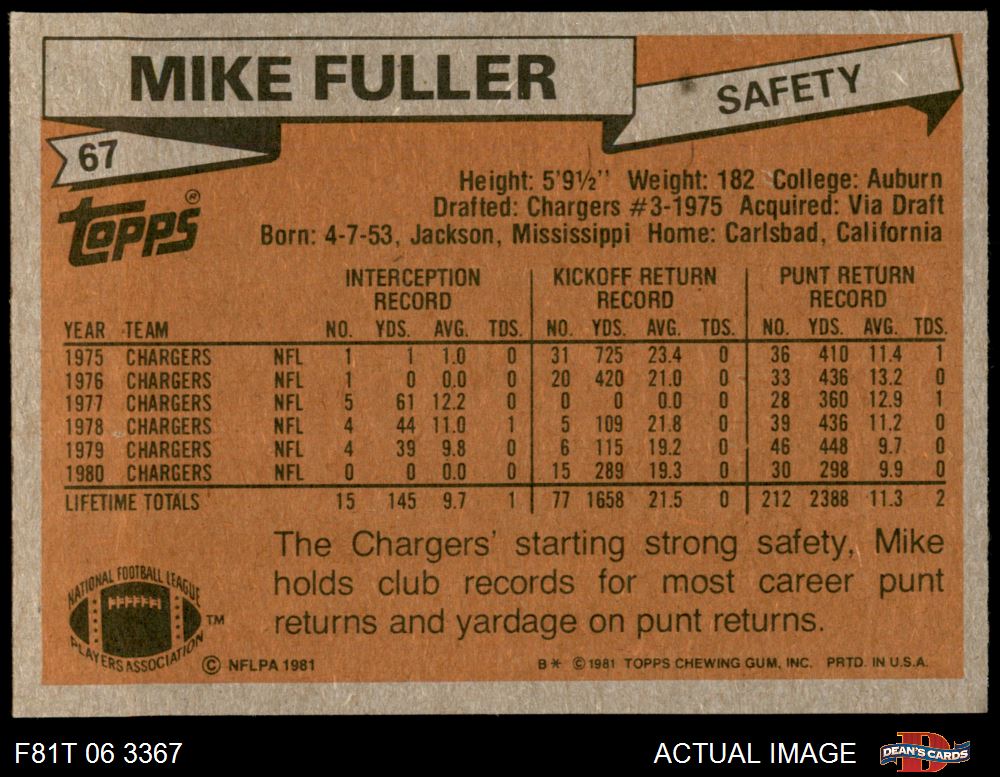 MIKE FULLER
SAFETY
67
TOPPS®
Height: 5'9½" Weight: 182 College: Auburn
Drafted: Chargers #3-1975 Acquired: Via Draft
Born: 4-7-53, Jackson, Mississippi Home: Carlsbad, California
INTERCEPTION RECORD KICKOFF RETURN RECORD PUNT RETURN RECORD
YEAR TEAM NO. YDS. AVG. TDS. NO. YDS. AVG. TDS. NO. YDS. AVG. TDS.
1975 CHARGERS NFL 1 1 1.0 0 31 725 23.4 0 36 410 11.4 1
1976 CHARGERS NFL 1 0 0.0 0 20 420 21.0 0 33 436 13.2 0
1977 CHARGERS NFL 5 61 12.2 0 0 0 0.0 0 28 360 12.9 1
1978 CHARGERS NFL 4 44 11.0 1 5 109 21.8 0 39 436 11.2 0
1979 CHARGERS NFL 4 39 9.8 0 6 115 19.2 0 46 448 9.7 0
1980 CHARGERS NFL 0 0 0.0 0 15 289 19.3 0 30 298 9.9 0
LIFETIME TOTALS 15 145 9.7 1 77 1658 21.5 0 212 2388 11.3 2
The Chargers' starting strong safety, Mike
holds club records for most career punt
returns and yardage on punt returns.
NATIONAL FOOTBALL LEAGUE
PLAYERS ASSOCIATION
TM
© NFLPA 1981
B* © 1981 TOPPS CHEWING GUM, INC. PRTD. IN U.S.A.
F81T 06 3367
ACTUAL IMAGE
D
DEAN'S CARDS